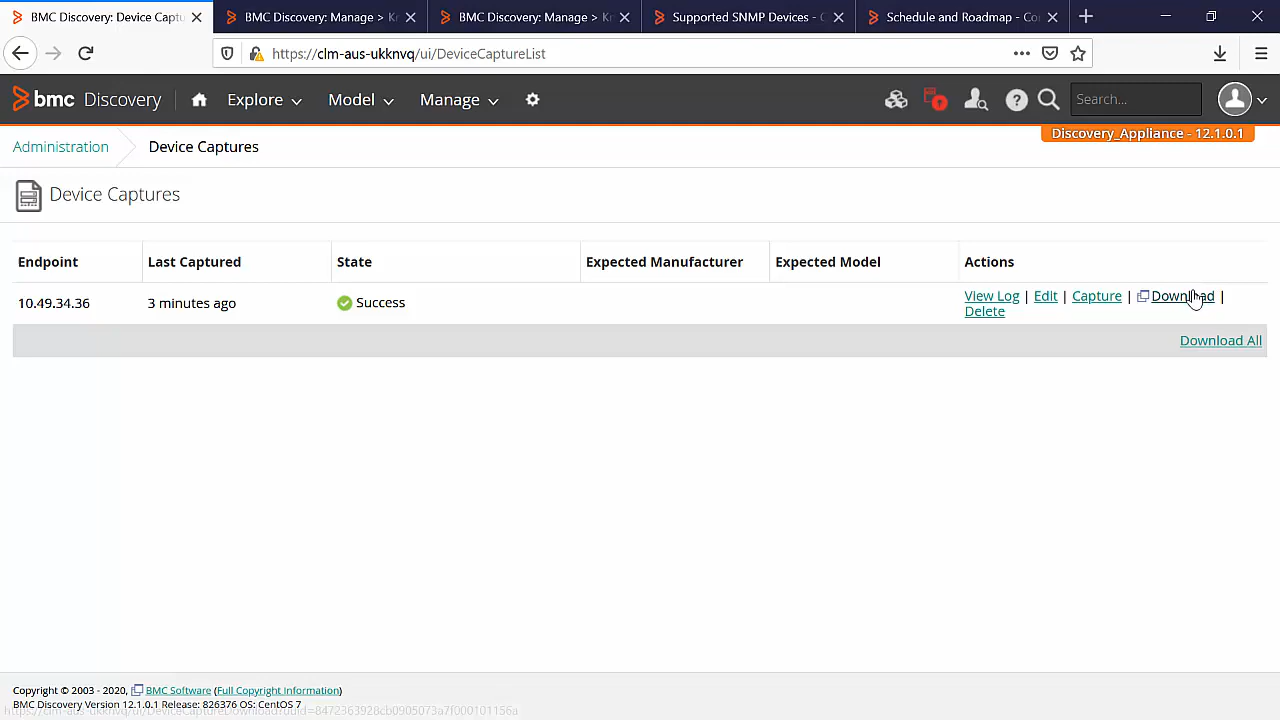 BMC Discovery: Device Captu
BMC Discovery: Manage > Kn
BMC Discovery: Manage > Kn
Supported SNMP Devices - C
Schedule and Roadmap - Co
https://clm-aus-ukknvq/ui/DeviceCaptureList
bmc Discovery
Explore
Model
Manage
Search...
Discovery_Appliance - 12.1.0.1
Administration
Device Captures
Device Captures
Endpoint
Last Captured
State
Expected Manufacturer
Expected Model
Actions
10.49.34.36
3 minutes ago
Success
View Log | Edit | Capture | Download |
Delete
Download All
Copyright © 2003 - 2020, BMC Software (Full Copyright Information)
BMC Discovery Version 12.1.0.1 Release: 826376 OS: CentOS 7